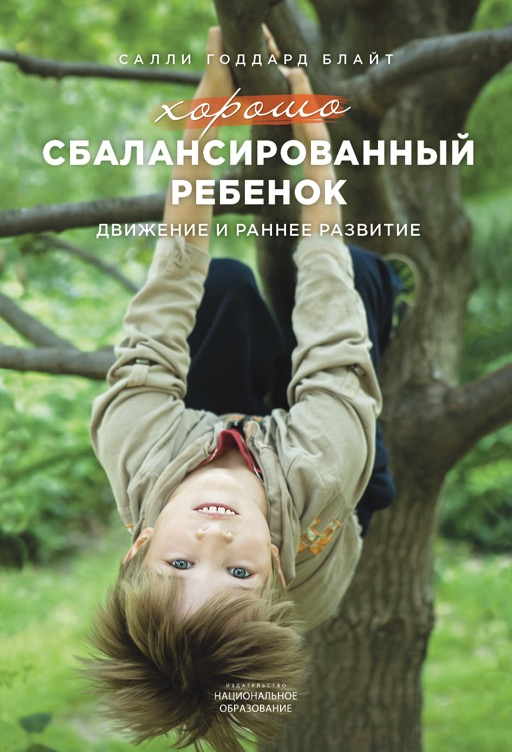 САЛЛИ ГОДДАРД БЛАЙТ
хорошо
СБАЛАНСИРОВАННЫЙ
РЕБЕНОК
ДВИЖЕНИЕ И РАННЕЕ РАЗВИТИЕ
ИЗДАТЕЛЬСТВО
НАЦИОНАЛЬНОЕ
ОБРАЗОВАНИЕ